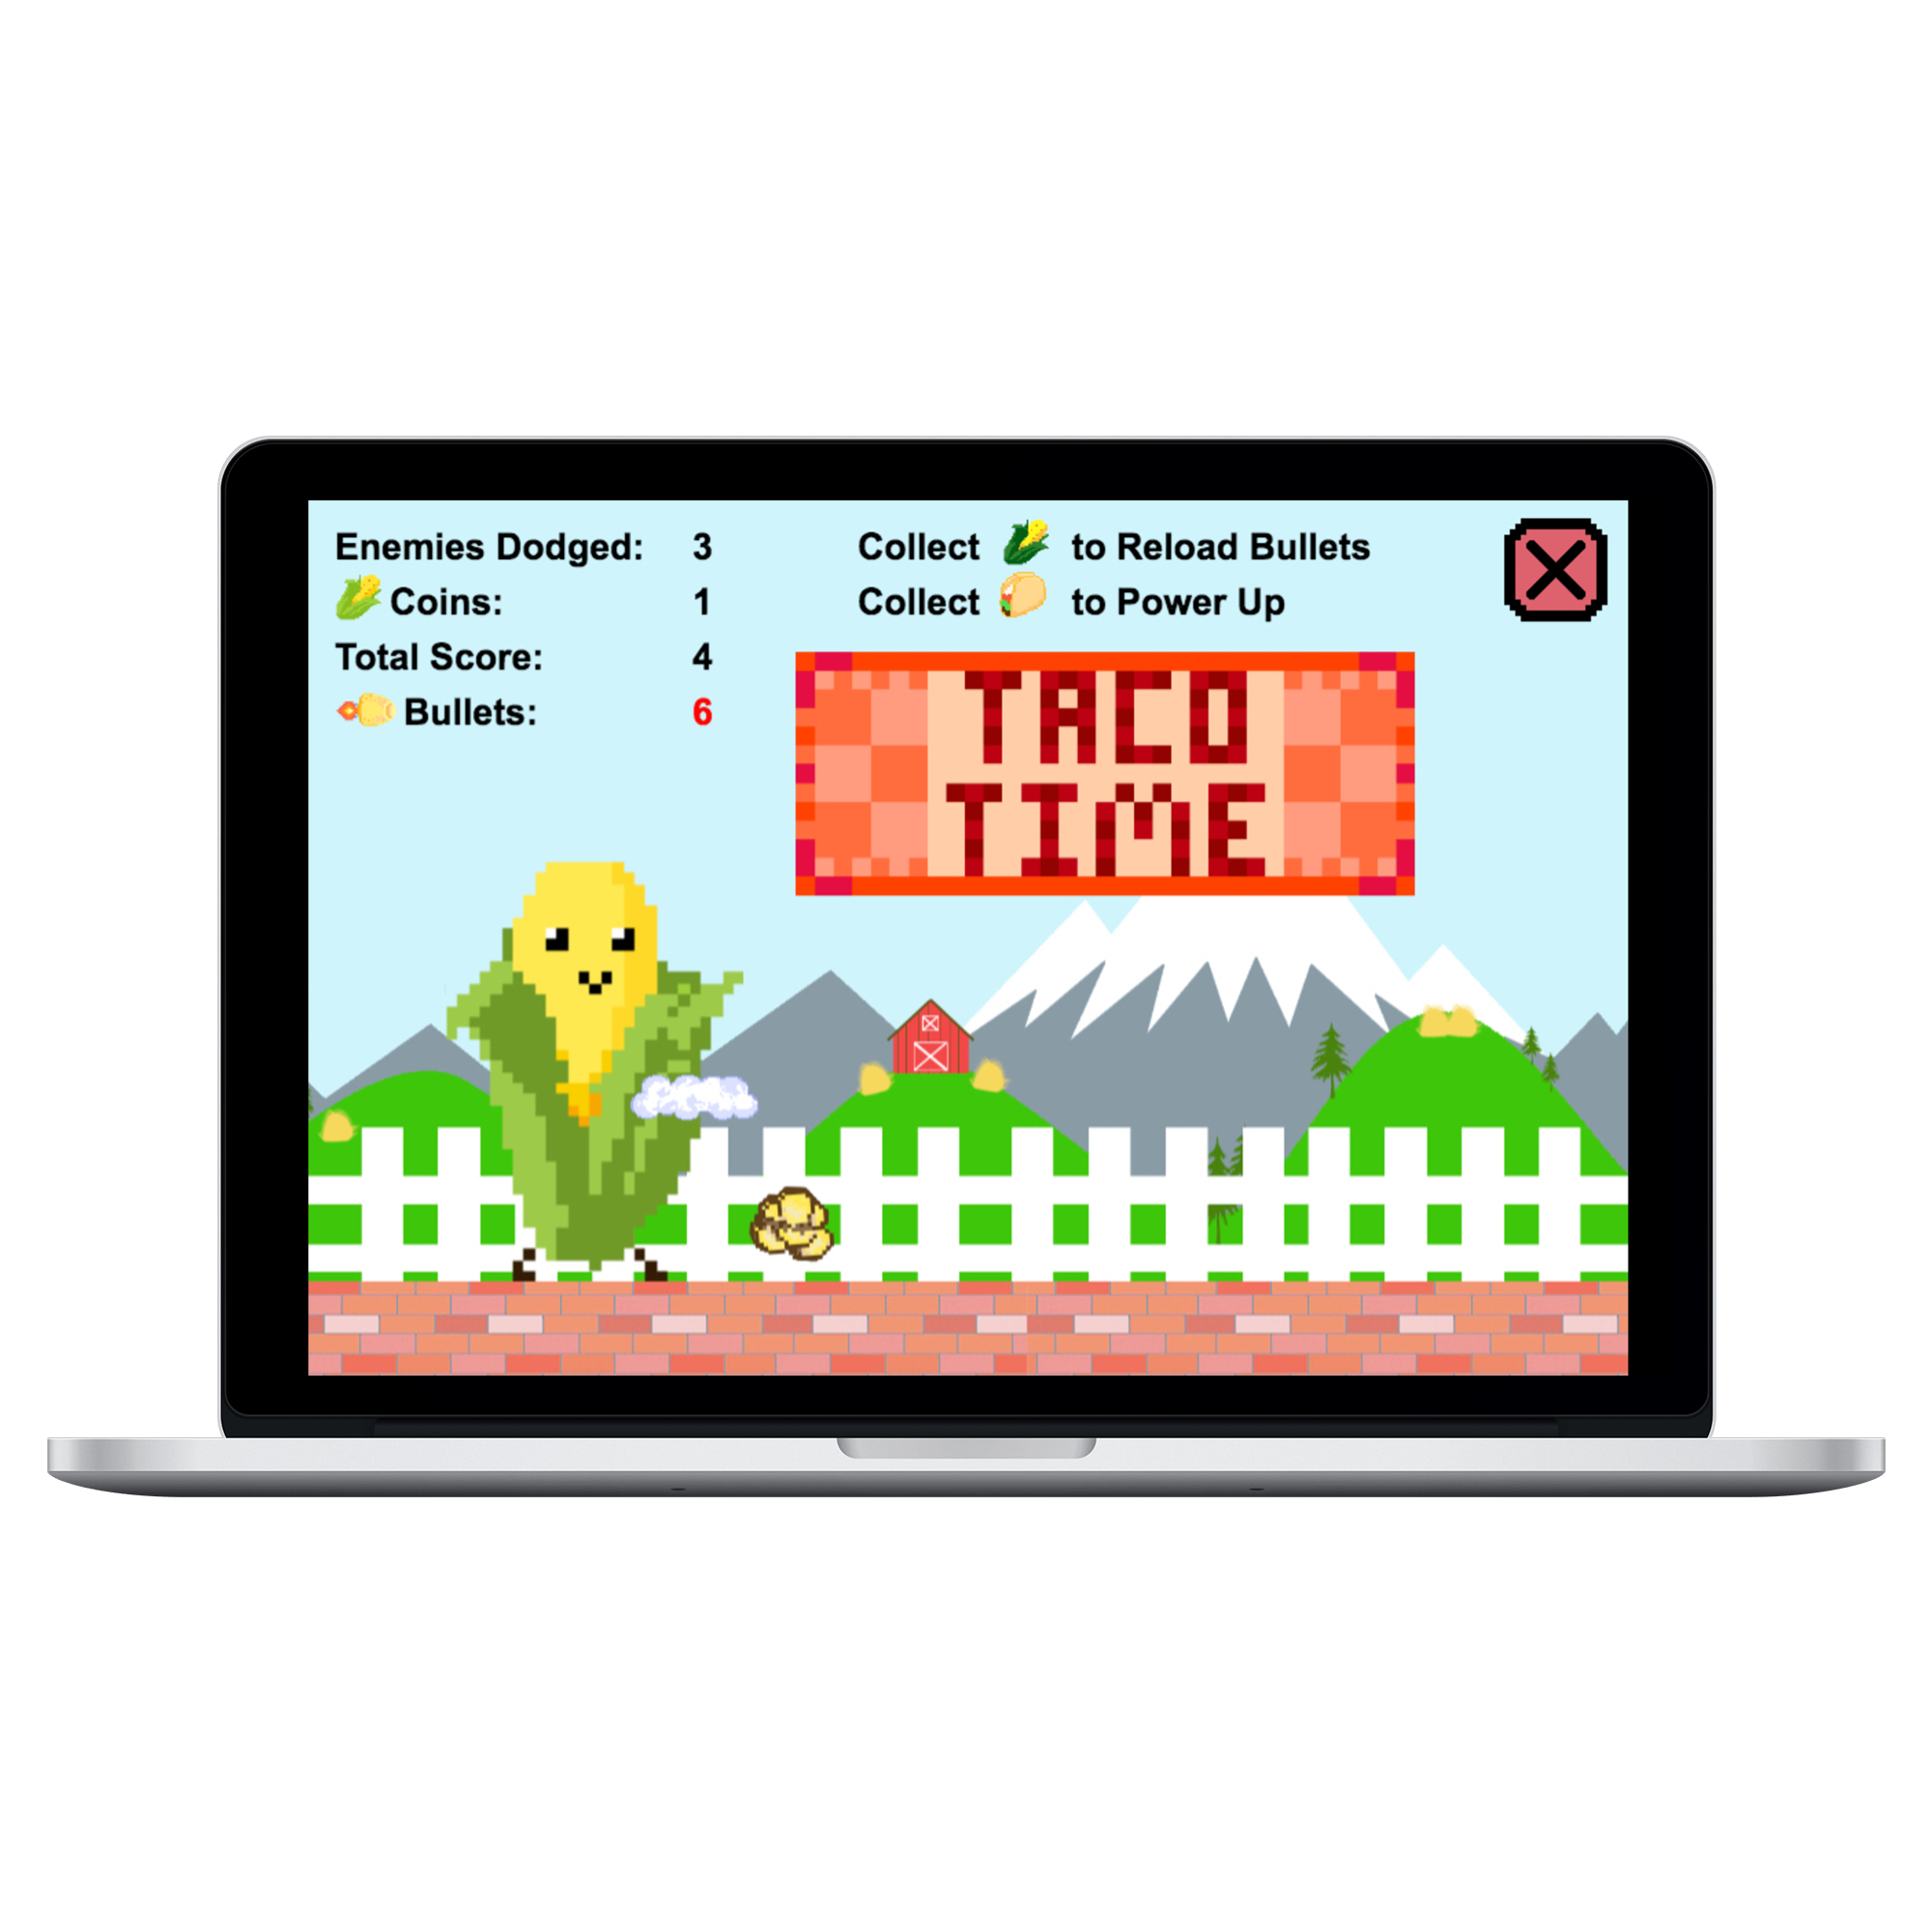 Enemies Dodged: 3
Coins: 1
Total Score: 4
Bullets: 6
Collect to Reload Bullets
Collect to Power Up
TACO
TIME